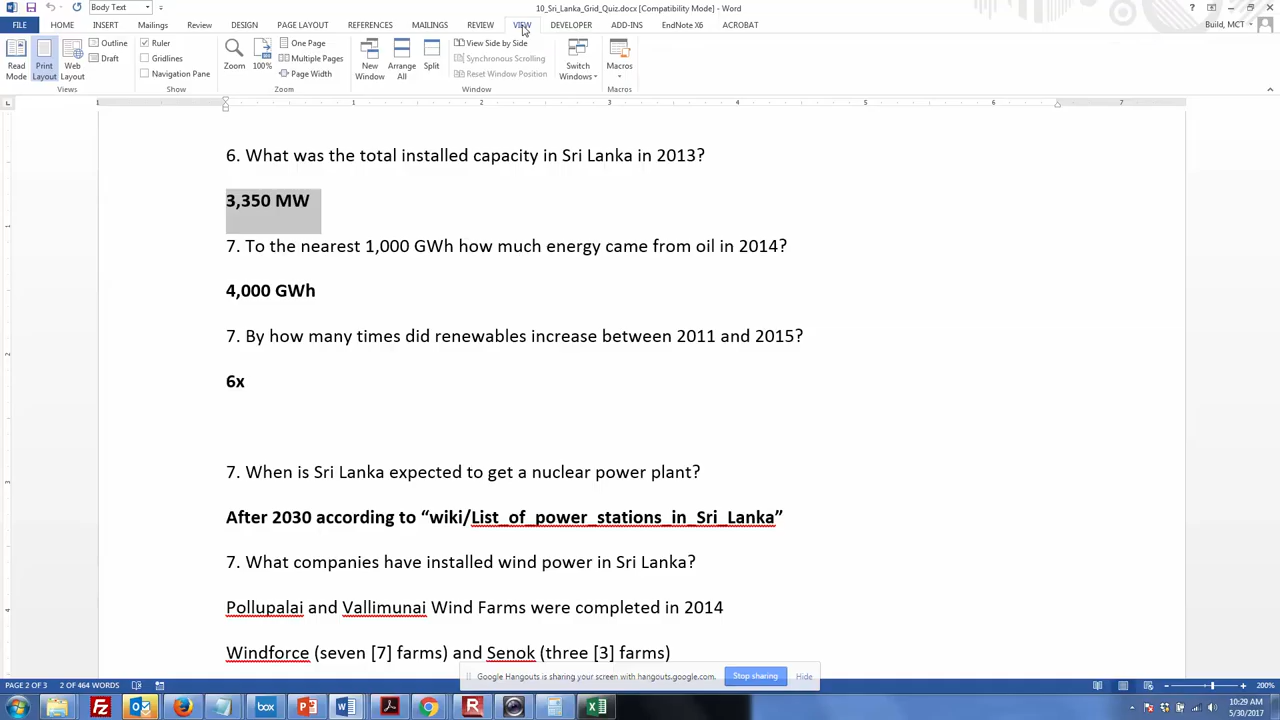 10_Sri_Lanka_Grid_Quiz.docx [Compatibility Mode] - Word
Body Text
FILE HOME INSERT Mailings Review DESIGN PAGE LAYOUT REFERENCES MAILINGS REVIEW VIEW DEVELOPER ADD-INS EndNote X6 ACROBAT Build, MCT
Read Mode
Print Layout
Web Layout
Outline
Draft
Views
Ruler
Gridlines
Navigation Pane
Show
Zoom
100%
One Page
Multiple Pages
Page Width
Zoom
New Window
Arrange All
Split
View Side by Side
Synchronous Scrolling
Reset Window Position
Window
Switch Windows
Macros
Macros
1 1 2 3 4 5 6 7
6. What was the total installed capacity in Sri Lanka in 2013?
3,350 MW
7. To the nearest 1,000 GWh how much energy came from oil in 2014?
4,000 GWh
7. By how many times did renewables increase between 2011 and 2015?
6x
7. When is Sri Lanka expected to get a nuclear power plant?
After 2030 according to “wiki/List_of_power_stations_in_Sri_Lanka”
7. What companies have installed wind power in Sri Lanka?
Pollupalai and Vallimunai Wind Farms were completed in 2014
Windforce (seven [7] farms) and Senok (three [3] farms)
Google Hangouts is sharing your screen with hangouts.google.com. Stop sharing Hide
PAGE 2 OF 3 2 OF 464 WORDS 200%
10:29 AM
5/30/2017